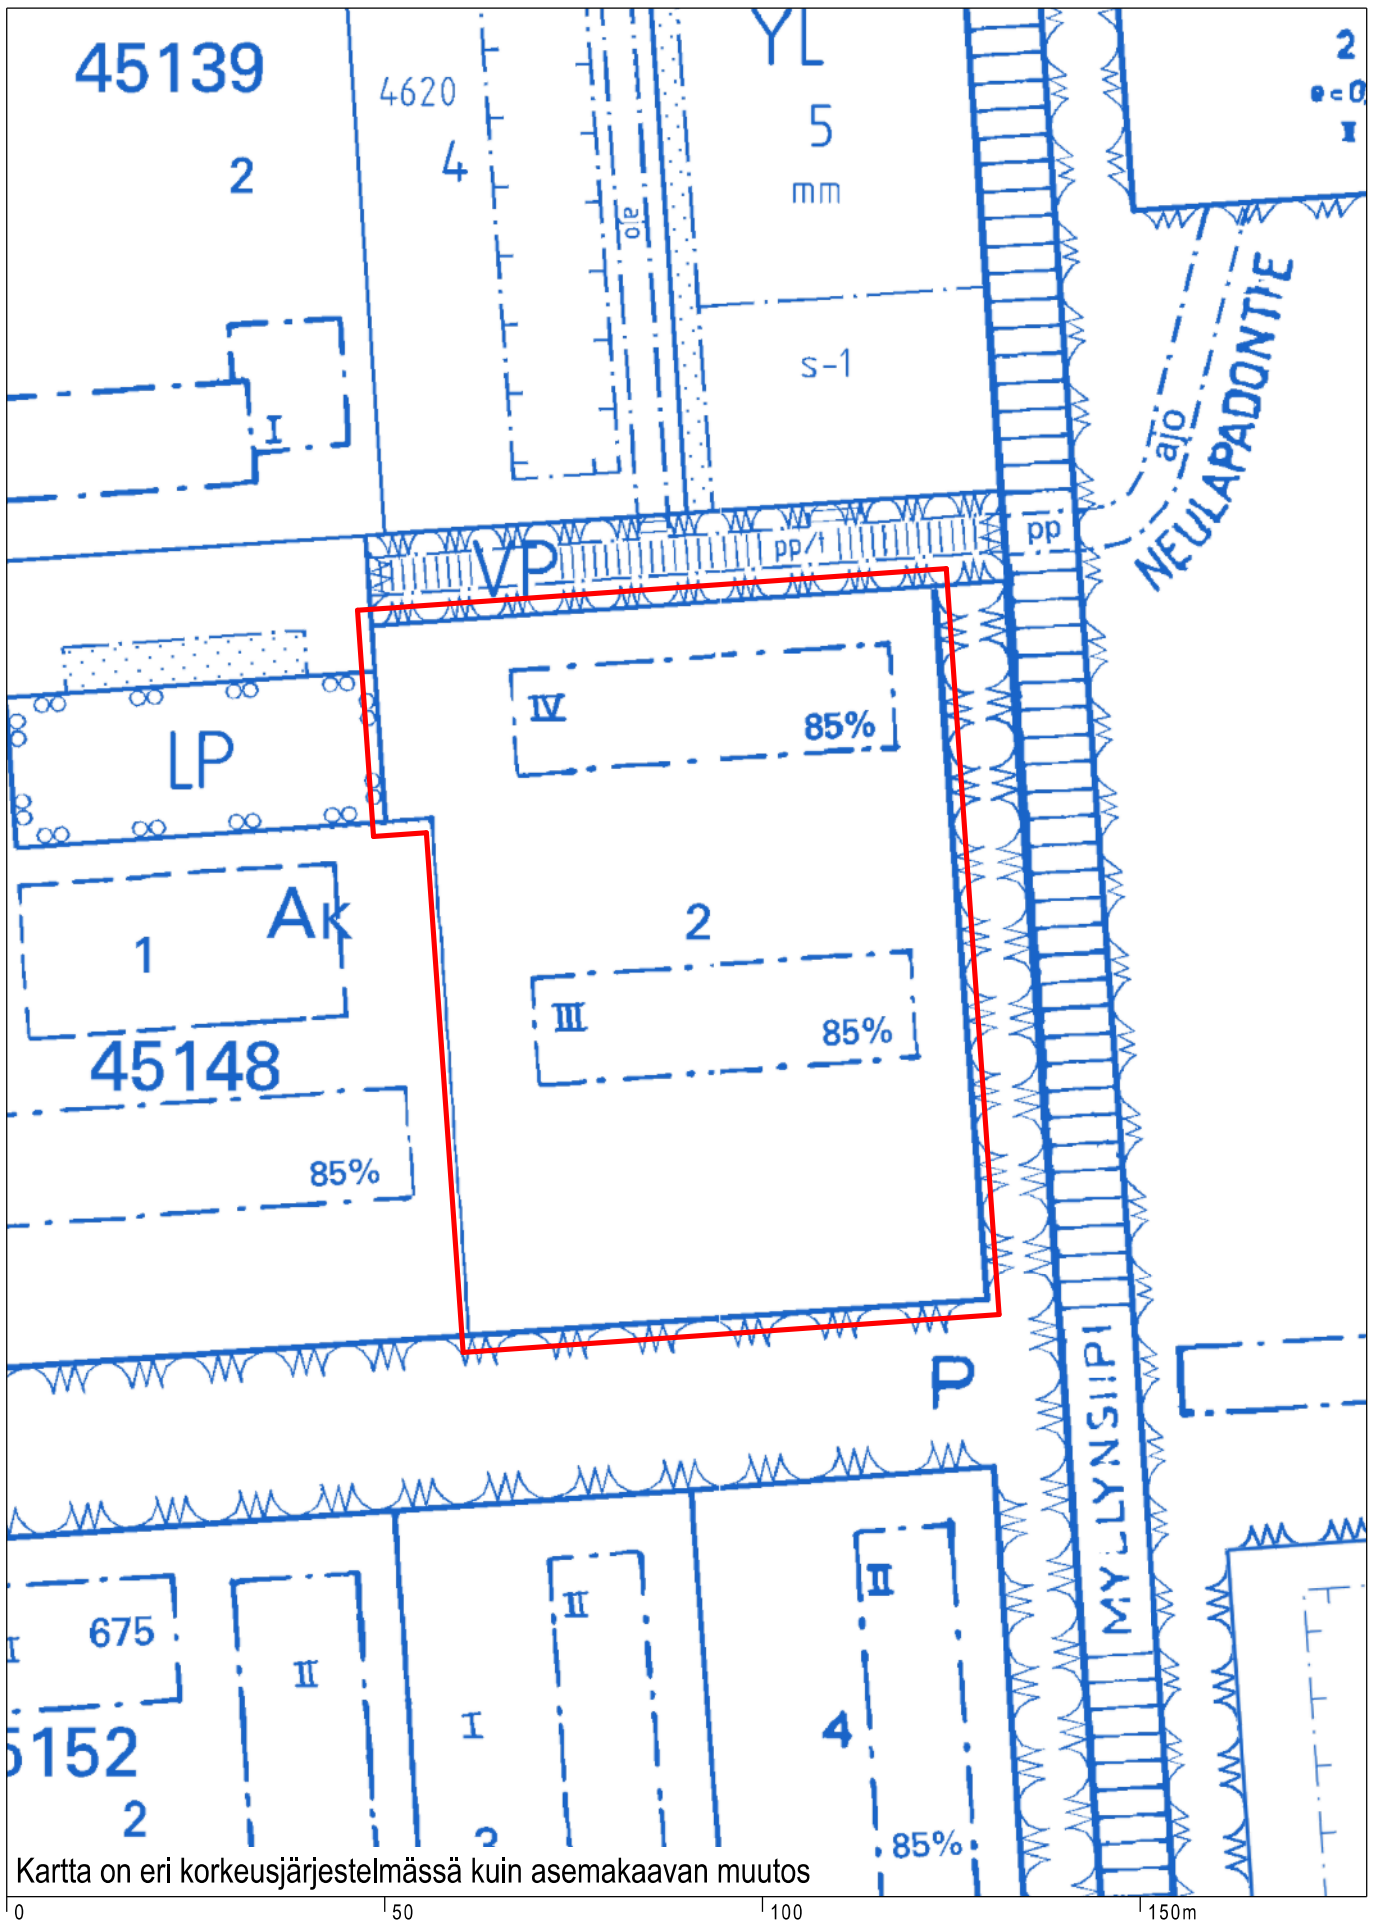 45139
2
4620
4
ajo
YL
5
mm
s-1
2
I
ajo
NEULAPADONTIE
I
VP
pp/t
pp
LP
IV
85%
Ak
1
2
45148
III
85%
85%
P
MYLLYNSIIPI
675
II
II
II
I
4
5152
2
85%
Kartta on eri korkeusjärjestelmässä kuin asemakaavan muutos
0 50 100 150m